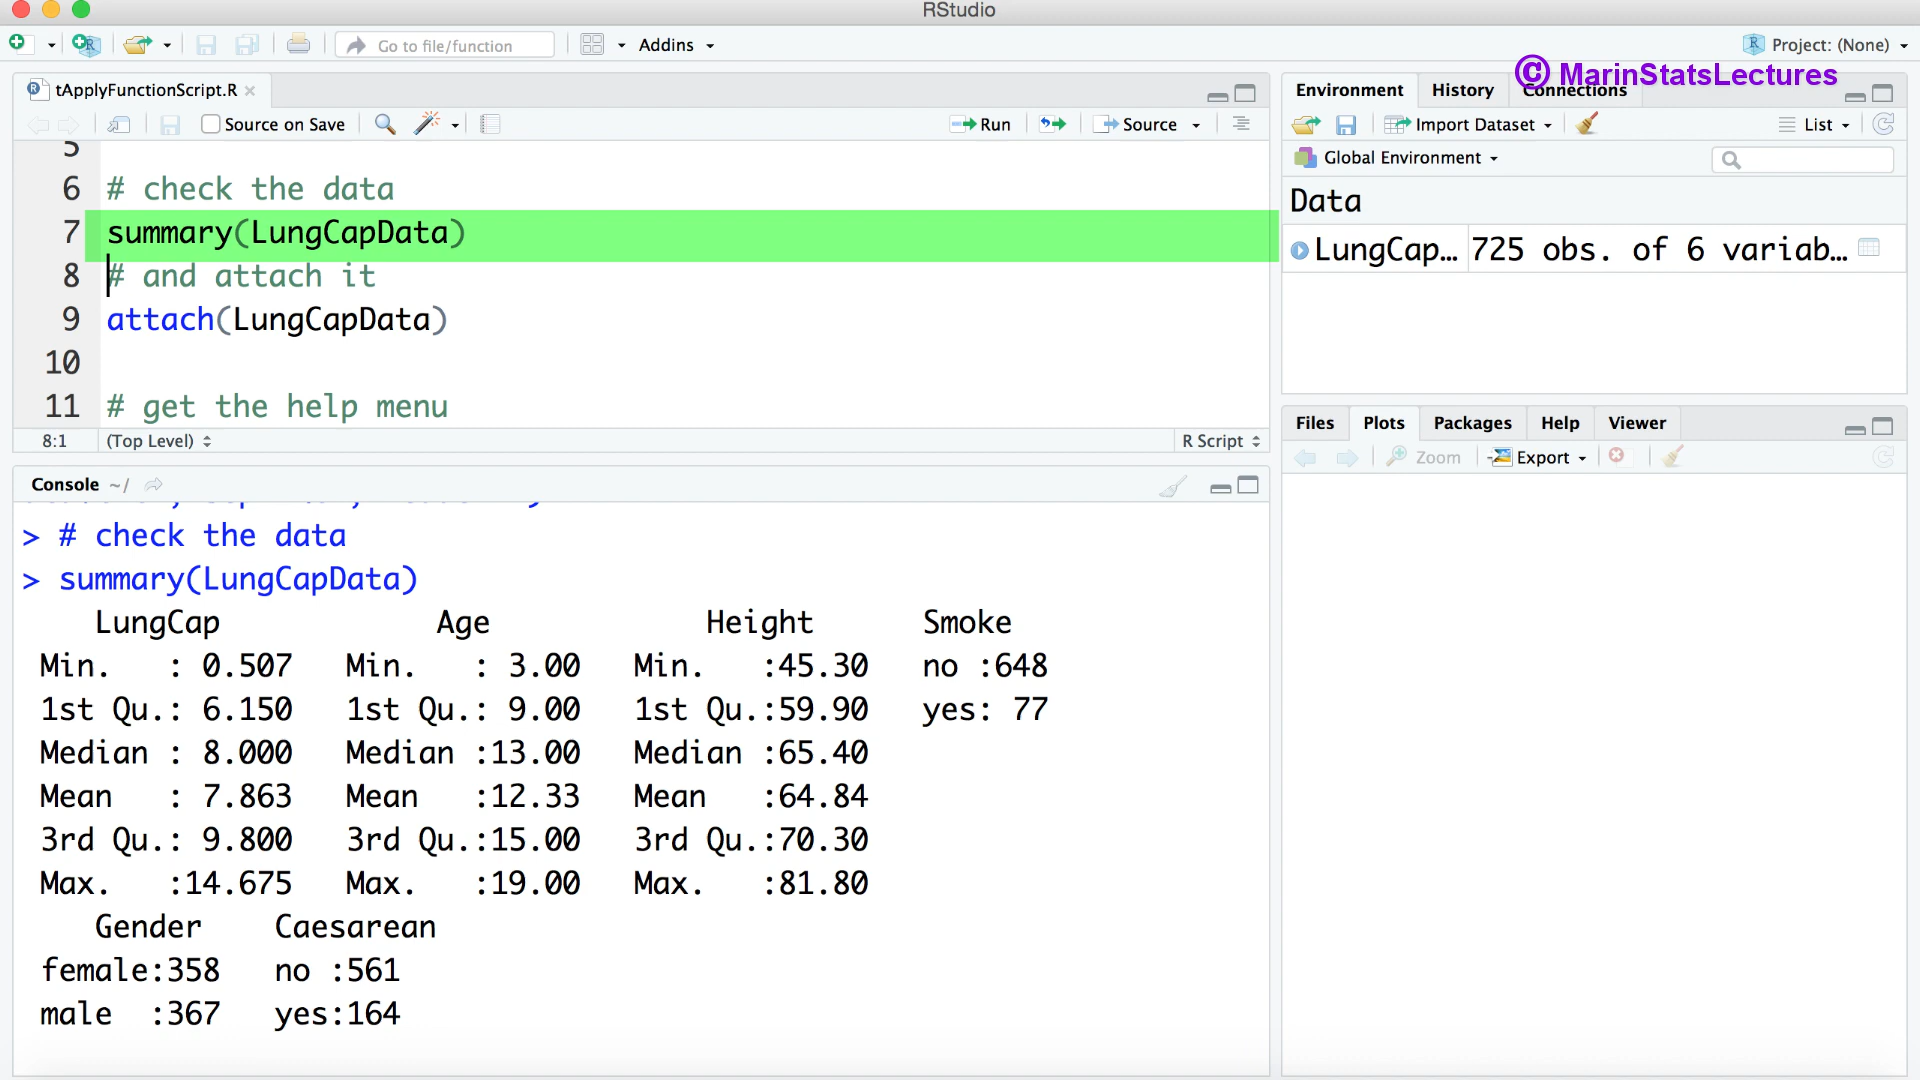 RStudio
Go to file/function
Addins
Project: (None)
© MarinStatsLectures
tApplyFunctionScript.R
Source on Save
Run
Source
5
6 # check the data
7 summary(LungCapData)
8 # and attach it
9 attach(LungCapData)
10
11 # get the help menu
8:1 (Top Level) R Script
Console ~/
> # check the data
> summary(LungCapData)
LungCap Age Height Smoke
Min. : 0.507 Min. : 3.00 Min. :45.30 no :648
1st Qu.: 6.150 1st Qu.: 9.00 1st Qu.:59.90 yes: 77
Median : 8.000 Median :13.00 Median :65.40
Mean : 7.863 Mean :12.33 Mean :64.84
3rd Qu.: 9.800 3rd Qu.:15.00 3rd Qu.:70.30
Max. :14.675 Max. :19.00 Max. :81.80
Gender Caesarean
female:358 no :561
male :367 yes:164
Environment History Connections
Import Dataset List
Global Environment
Data
LungCap... 725 obs. of 6 variab...
Files Plots Packages Help Viewer
Zoom Export